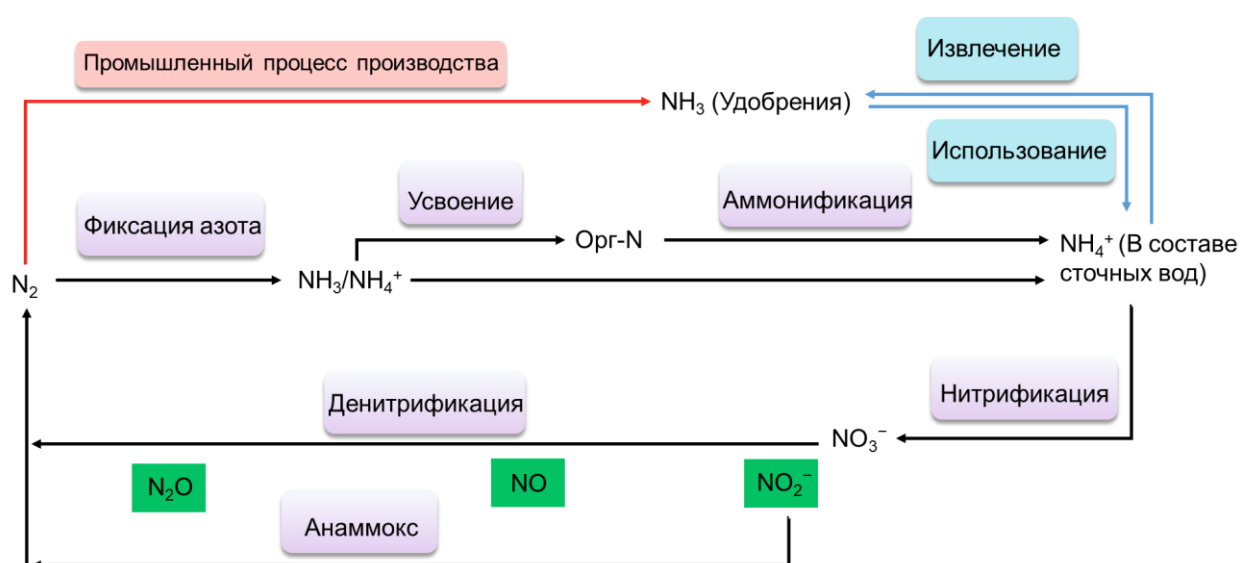 Промышленный процесс производства
Извлечение
NH₃ (Удобрения)
Использование
Усвоение
Аммонификация
Фиксация азота
Орг-N
NH₄⁺ (В составе
сточных вод)
N₂
NH₃/NH₄⁺
Нитрификация
Денитрификация
NO₃⁻
N₂O
NO
NO₂⁻
Анаммокс